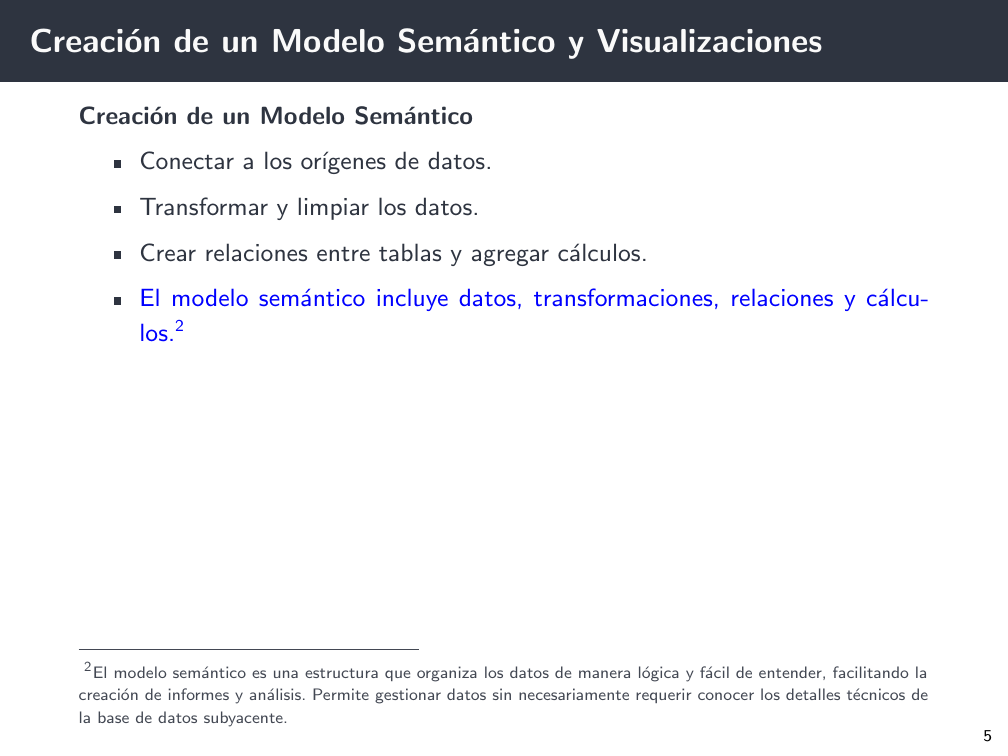 Creación de un Modelo Semántico y Visualizaciones
Creación de un Modelo Semántico
▪ Conectar a los orígenes de datos.
▪ Transformar y limpiar los datos.
▪ Crear relaciones entre tablas y agregar cálculos.
▪ El modelo semántico incluye datos, transformaciones, relaciones y cálcu-
los.²
²El modelo semántico es una estructura que organiza los datos de manera lógica y fácil de entender, facilitando la
creación de informes y análisis. Permite gestionar datos sin necesariamente requerir conocer los detalles técnicos de
la base de datos subyacente.
5